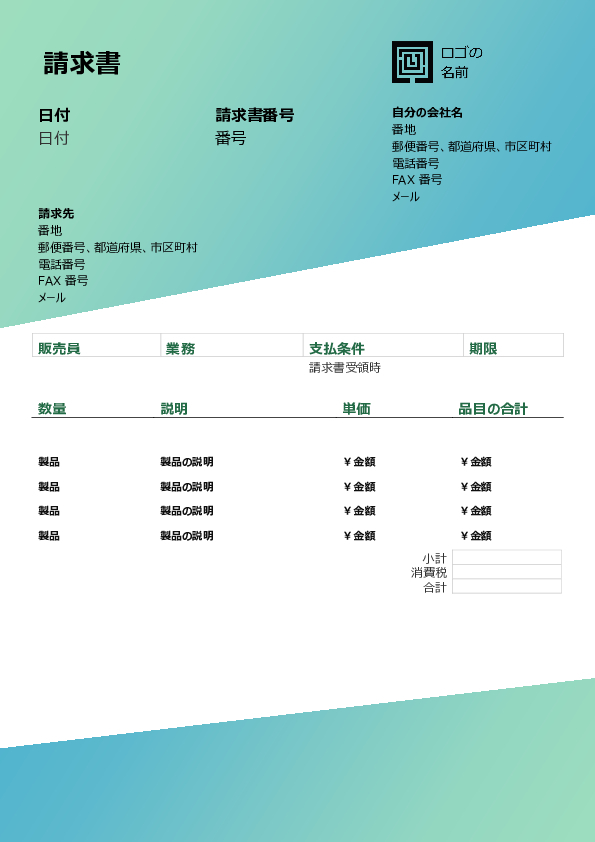 請求書
ロゴの
名前
日付
日付
請求書番号
番号
自分の会社名
番地
郵便番号、都道府県、市区町村
電話番号
FAX 番号
メール
請求先
番地
郵便番号、都道府県、市区町村
電話番号
FAX 番号
メール
販売員 業務 支払条件 期限
請求書受領時
数量 説明 単価 品目の合計
製品 製品の説明 ¥ 金額 ¥ 金額
製品 製品の説明 ¥ 金額 ¥ 金額
製品 製品の説明 ¥ 金額 ¥ 金額
製品 製品の説明 ¥ 金額 ¥ 金額
小計
消費税
合計